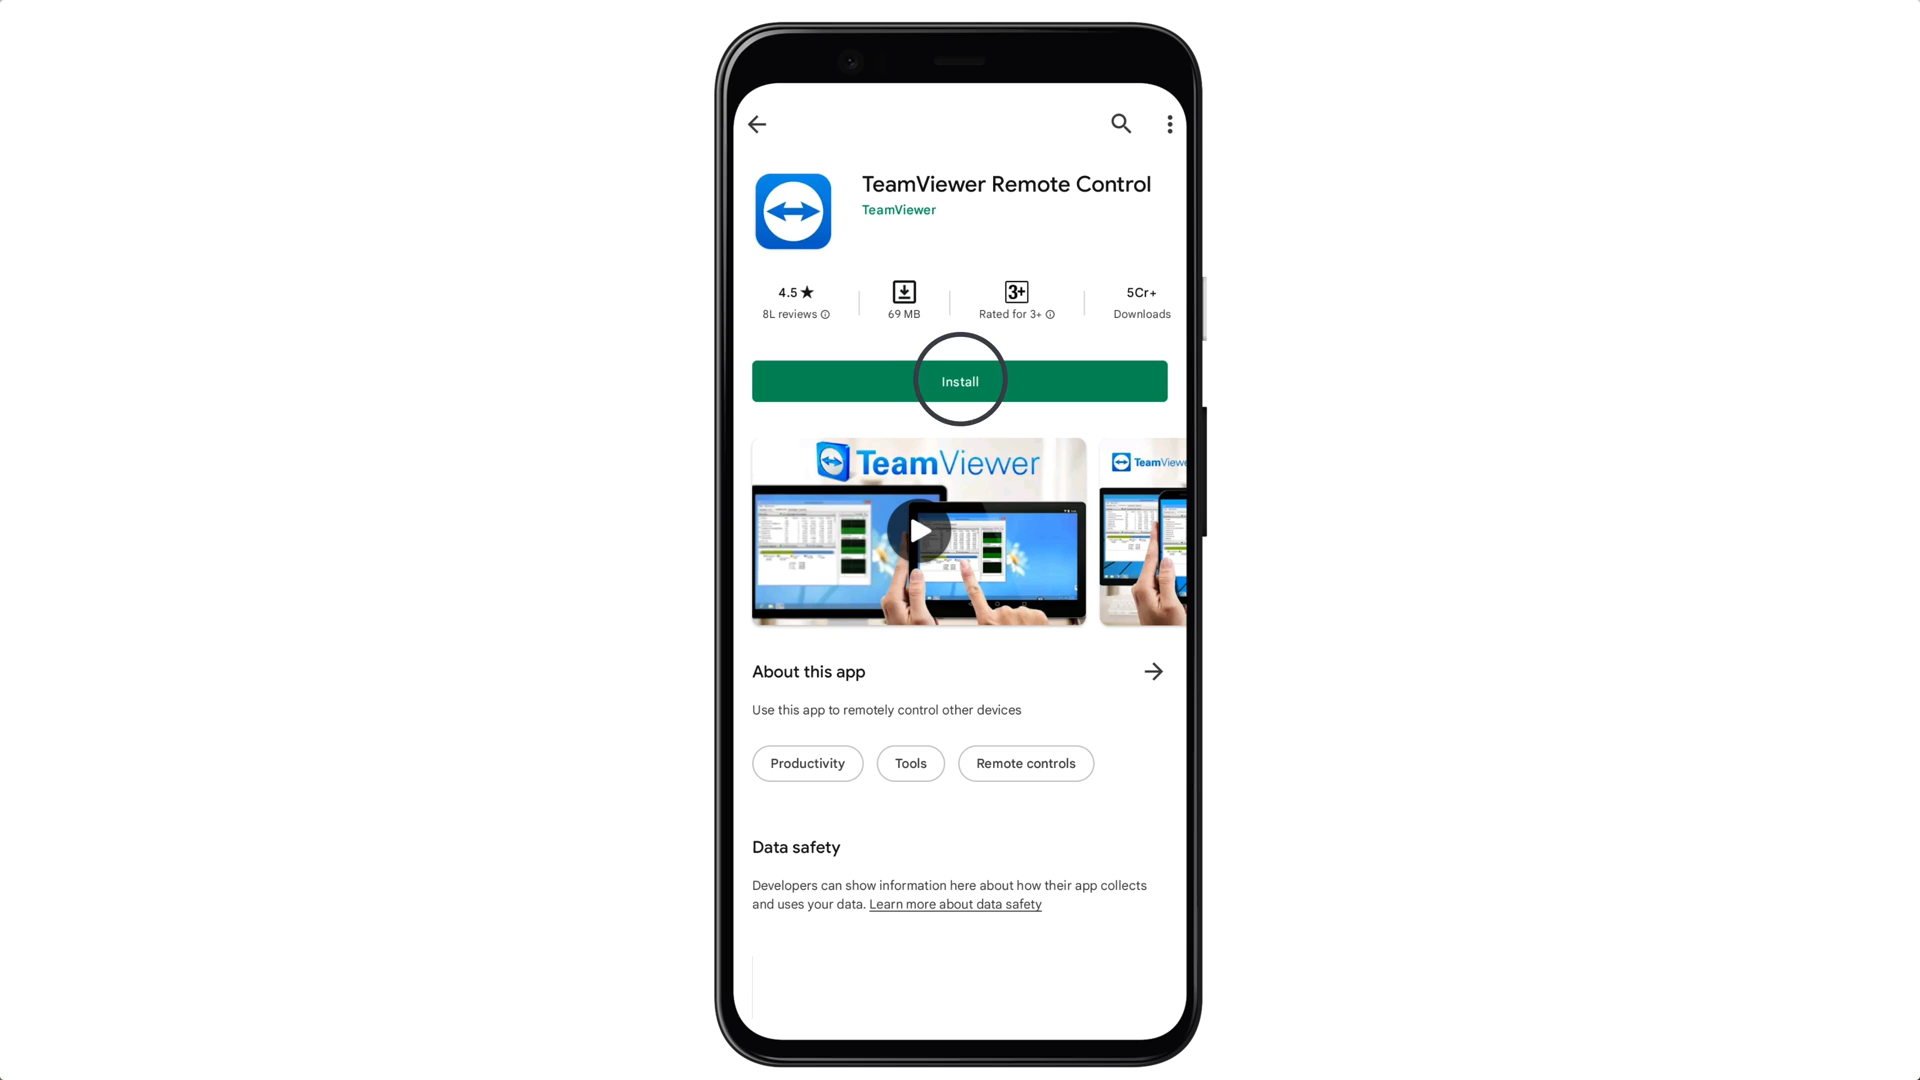 TeamViewer Remote Control
TeamViewer
4.5★
8L reviews
69 MB
3+
Rated for 3+
5Cr+
Downloads
Install
TeamViewer
TeamViewe
About this app
Use this app to remotely control other devices
Productivity
Tools
Remote controls
Data safety
Developers can show information here about how their app collects
and uses your data. Learn more about data safety